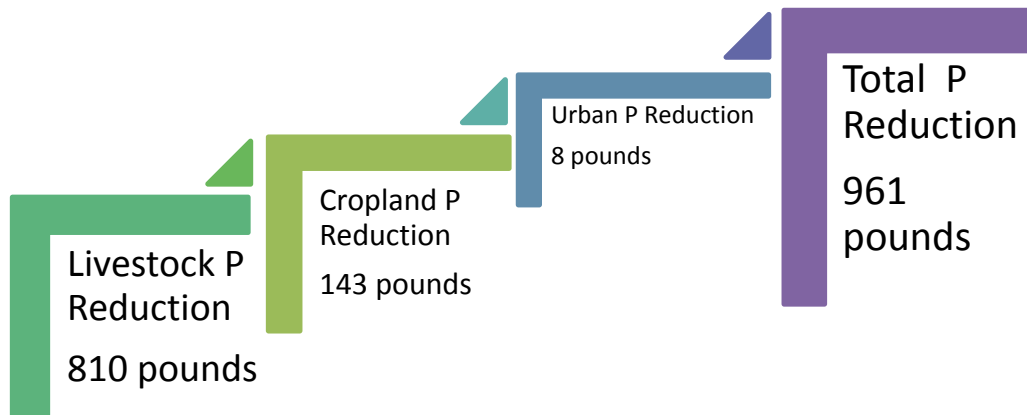 Livestock P
Reduction
810 pounds
Cropland P
Reduction
143 pounds
Urban P Reduction
8 pounds
Total  P
Reduction
961
pounds